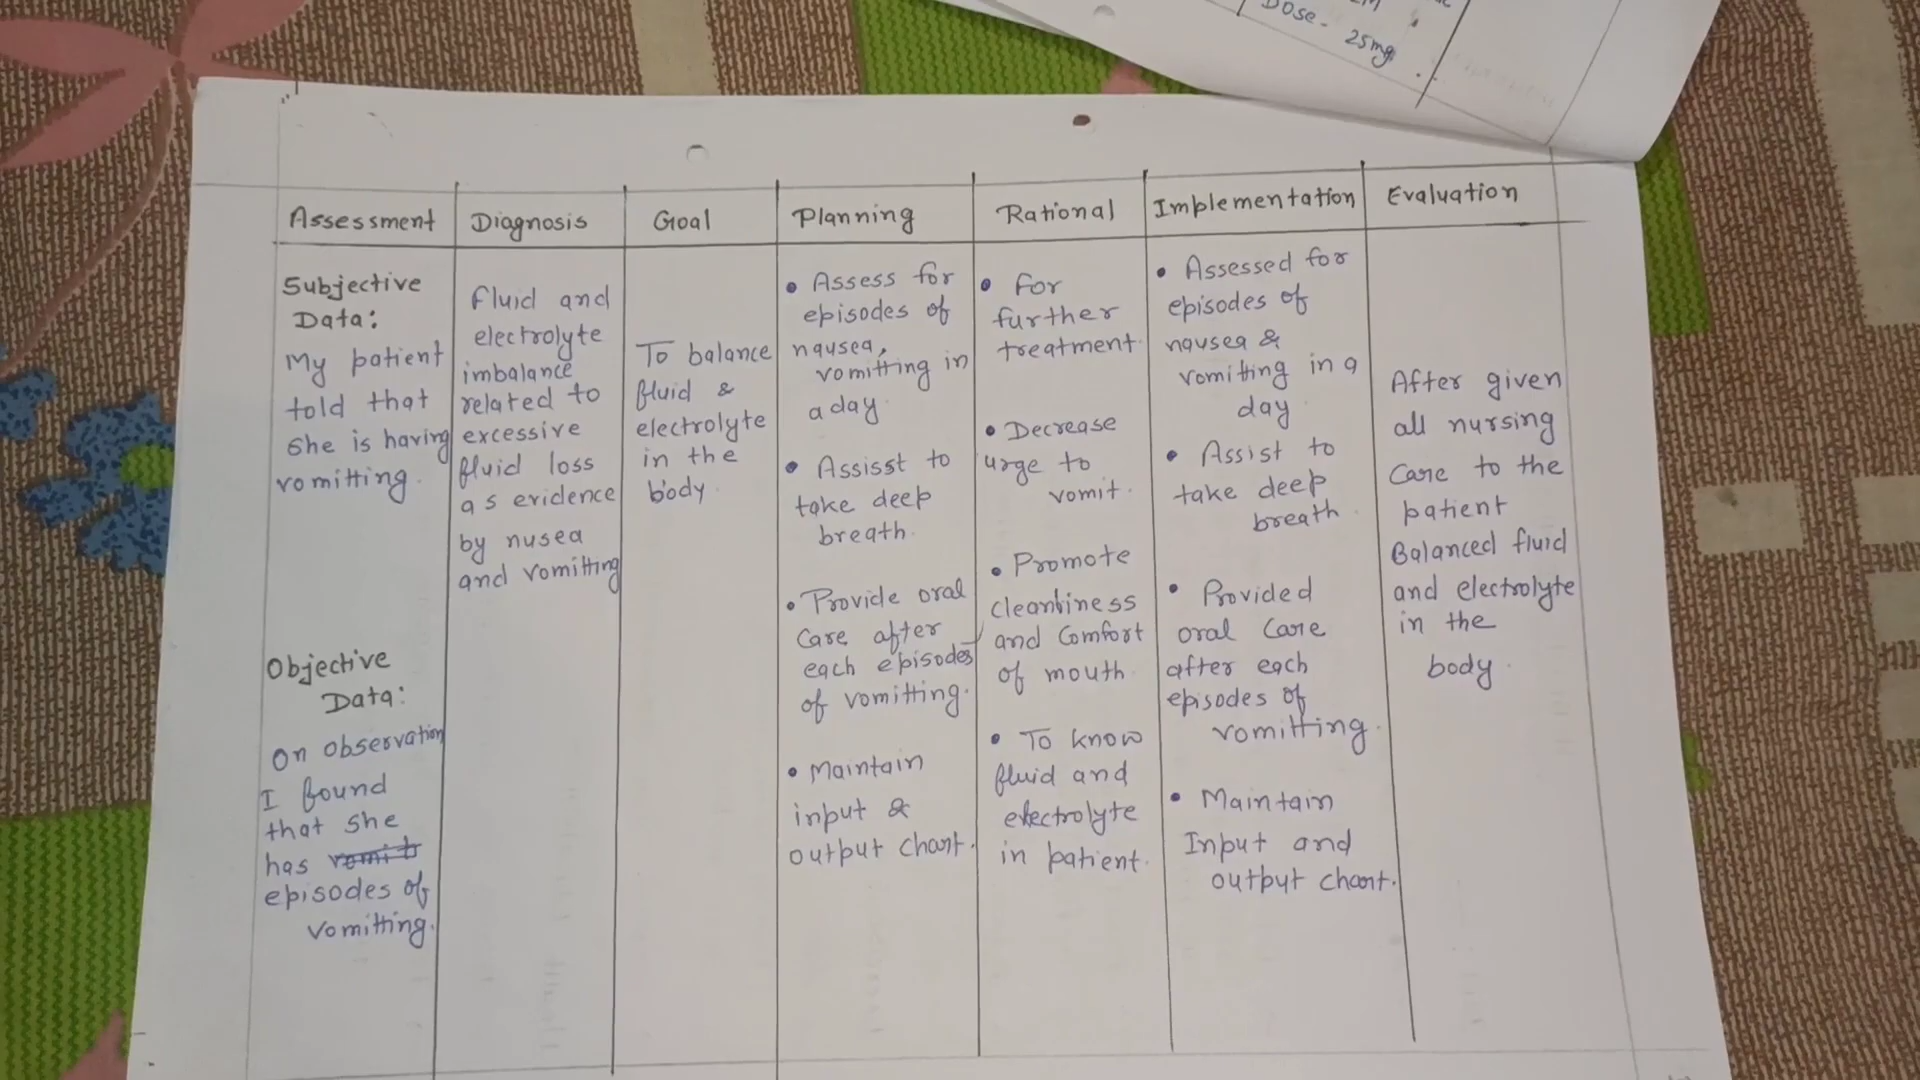 Dose - 25mg
Assessment
Diagnosis
Goal
Planning
Rational
Implementation
Evaluation
Subjective
Data:
My patient
told that
she is having
vomitting.
Objective
Data:
On observation
I found
that she
has vomit
episodes of
vomitting.
Fluid and
electrolyte
imbalance
related to
excessive
fluid loss
as evidence
by nusea
and vomitting
To balance
fluid &
electrolyte
in the
body.
• Assess for
episodes of
nausea,
vomitting in
a day.
• Assisst to
take deep
breath.
• Provide oral
care after
each episodes
of vomitting.
• Maintain
input &
output chart.
• For
further
treatment.
• Decrease
urge to
vomit.
• Promote
cleanliness
and comfort
of mouth.
• To know
fluid and
electrolyte
in patient.
• Assessed for
episodes of
nausea &
vomitting in a
day
• Assist to
take deep
breath.
• Provided
oral care
after each
episodes of
vomitting.
• Maintain
Input and
output chart.
After given
all nursing
care to the
patient
Balanced fluid
and electrolyte
in the
body.